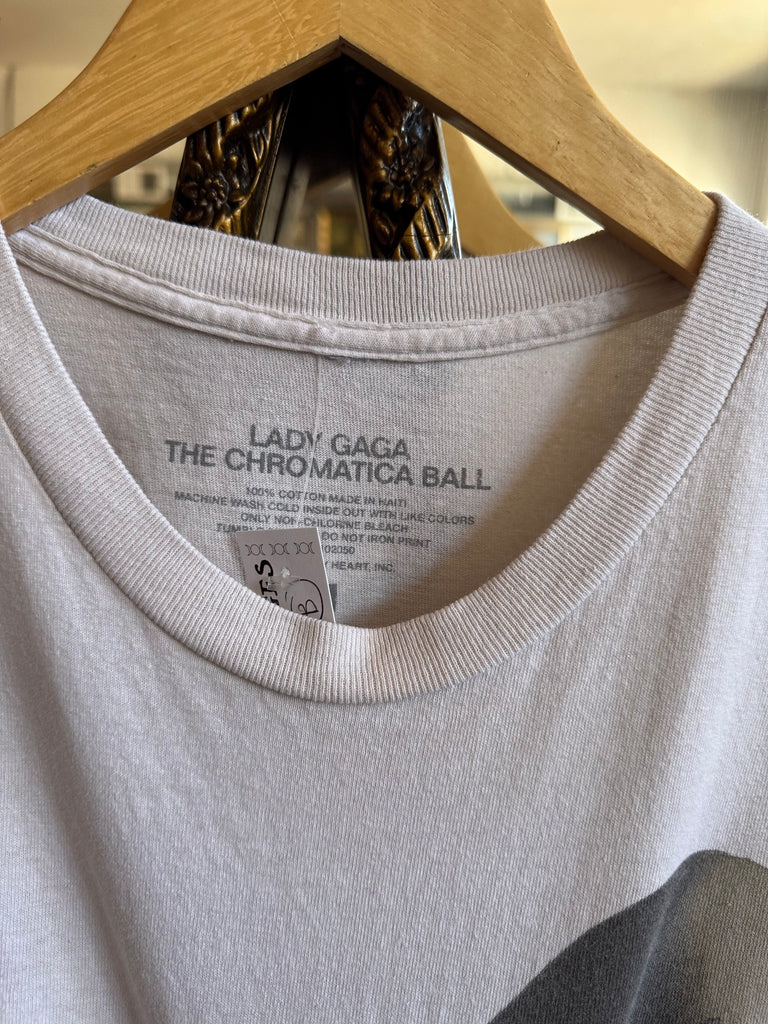 LADY GAGA
THE CHROMATICA BALL
100% COTTON MADE IN HAITI
MACHINE WASH COLD INSIDE OUT WITH LIKE COLORS
ONLY NON-CHLORINE BLEACH
DO NOT IRON PRINT
02050
HEART, INC.
B